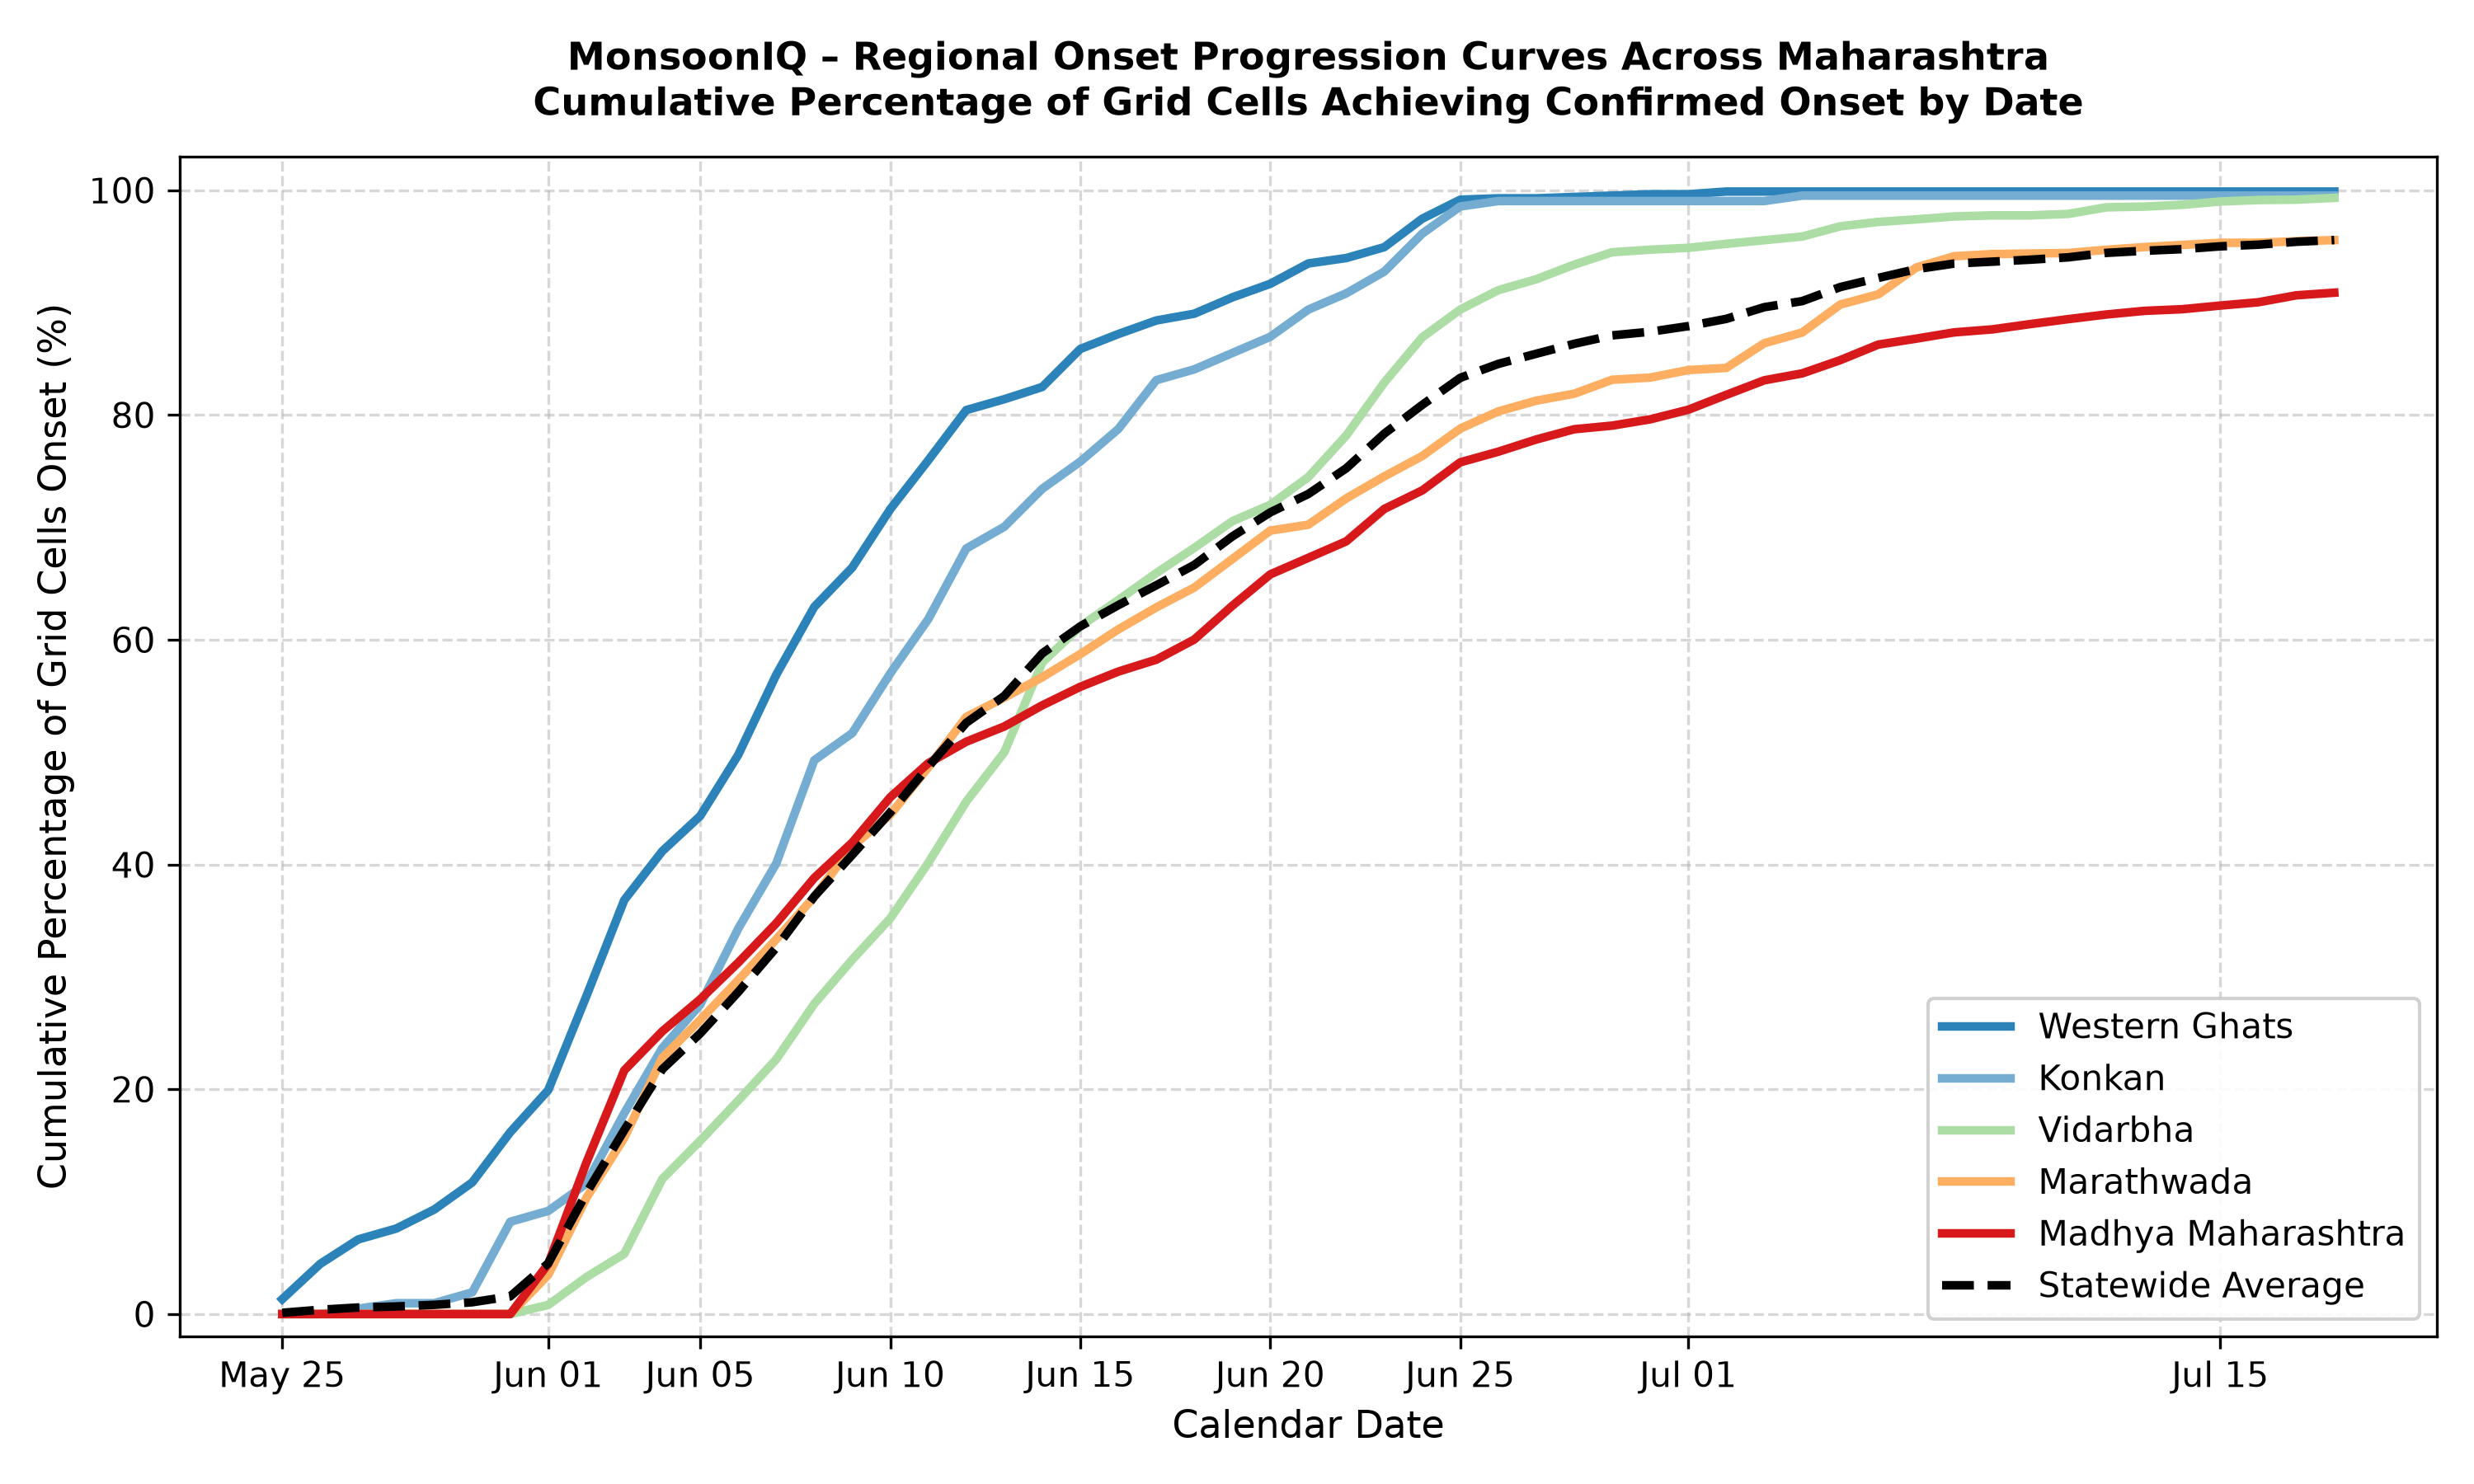 MonsoonIQ – Regional Onset Progression Curves Across Maharashtra
Cumulative Percentage of Grid Cells Achieving Confirmed Onset by Date
Cumulative Percentage of Grid Cells Onset (%)
100
80
60
40
20
0
May 25
Jun 01
Jun 05
Jun 10
Jun 15
Jun 20
Jun 25
Jul 01
Jul 15
Calendar Date
Western Ghats
Konkan
Vidarbha
Marathwada
Madhya Maharashtra
Statewide Average